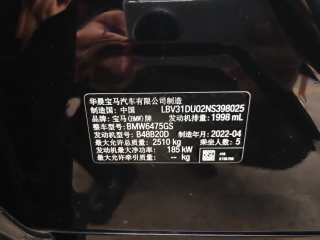 华晨宝马汽车有限公司制造
制造国: 中国 LBV31DU02NS398025
品牌: 宝马(BMW)牌 发动机排量: 1998 mL
整车型号: BMW6475GS
发动机型号: B48B20D 制造年月: 2022-04
最大允许总质量: 2510 kg
发动机最大净功率: 185 kW 乘坐人数: 5
最大允许牵引质量: - kg